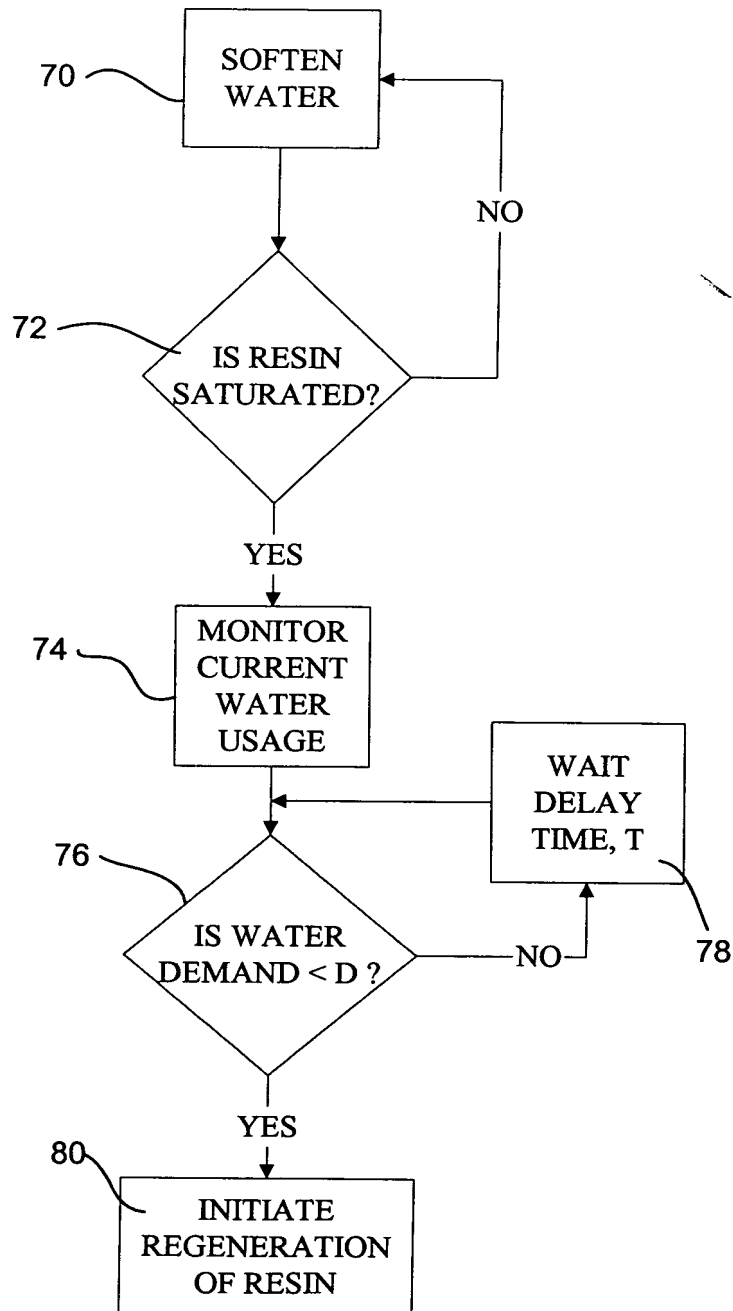 70
SOFTEN
WATER
NO
72
IS RESIN
SATURATED?
YES
74
MONITOR
CURRENT
WATER
USAGE
WAIT
DELAY
TIME, T
78
76
IS WATER
DEMAND < D ?
NO
YES
80
INITIATE
REGENERATION
OF RESIN